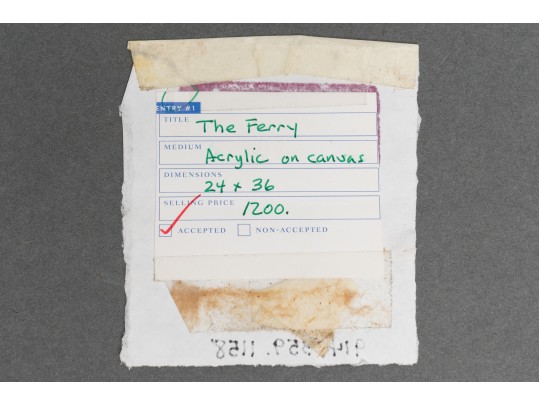 ENTRY #1
TITLE The Ferry
MEDIUM Acrylic on canvas
DIMENSIONS 24 x 36
SELLING PRICE 1200.
ACCEPTED NON-ACCEPTED